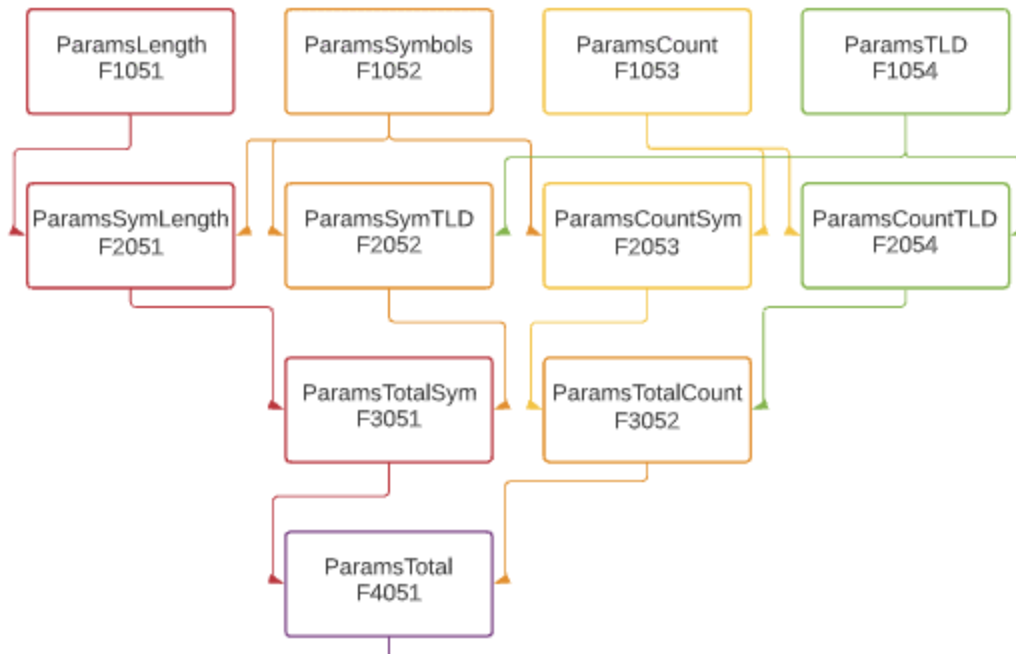 ParamsLength
F1051
ParamsSymbols
F1052
ParamsCount
F1053
ParamsTLD
F1054
ParamsSymLength
F2051
ParamsSymTLD
F2052
ParamsCountSym
F2053
ParamsCountTLD
F2054
ParamsTotalSym
F3051
ParamsTotalCount
F3052
ParamsTotal
F4051